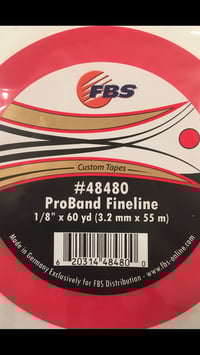 FBS
Custom Tapes
#48480
ProBand Fineline
1/8" x 60 yd (3.2 mm x 55 m)
6 20314 48480 0
Made in Germany Exclusively for FBS Distribution - www.fbs-online.com